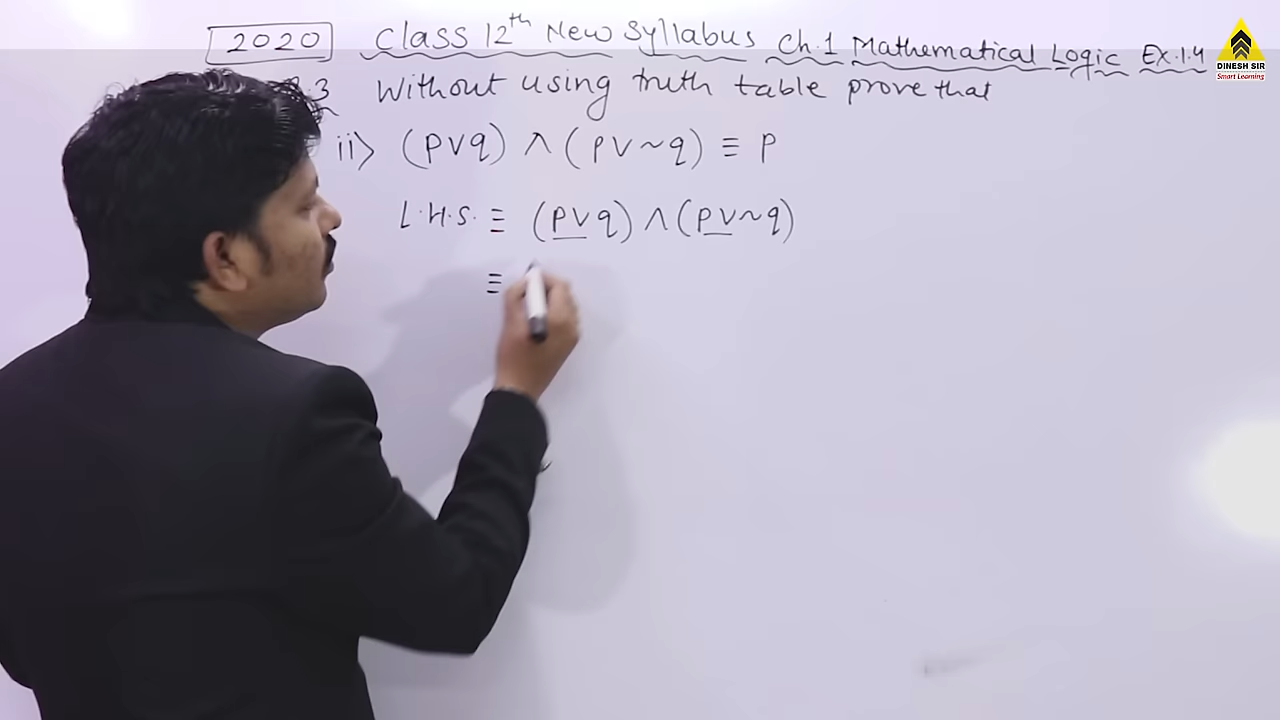 2020 Class 12th New Syllabus Ch.1 Mathematical Logic Ex.1.4
.3 Without using truth table prove that
ii> (p∨q) ∧ (p∨~q) ≡ p
L.H.S. ≡ (p∨q) ∧ (p∨~q)
≡
DINESH SIR
Smart Learning